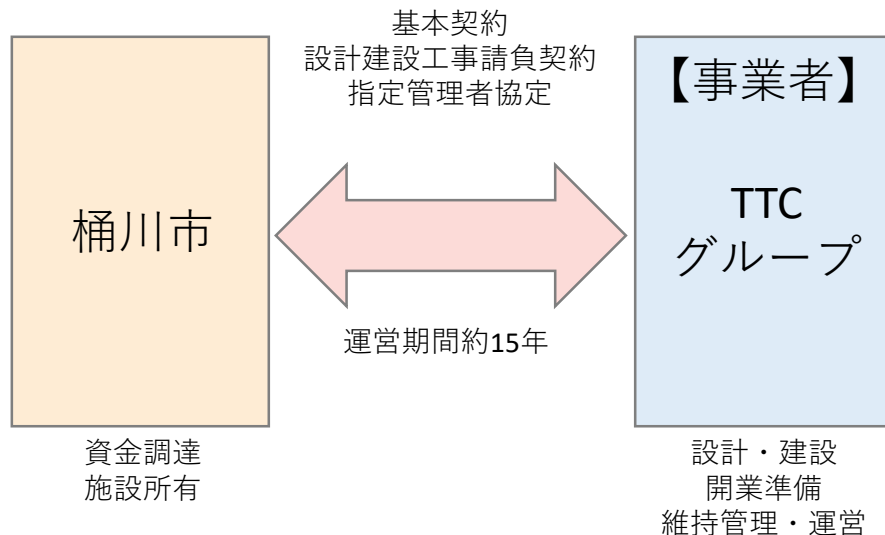 基本契約
設計建設工事請負契約
指定管理者協定
桶川市
【事業者】
TTC
グループ
運営期間約15年
資金調達
施設所有
設計・建設
開業準備
維持管理・運営